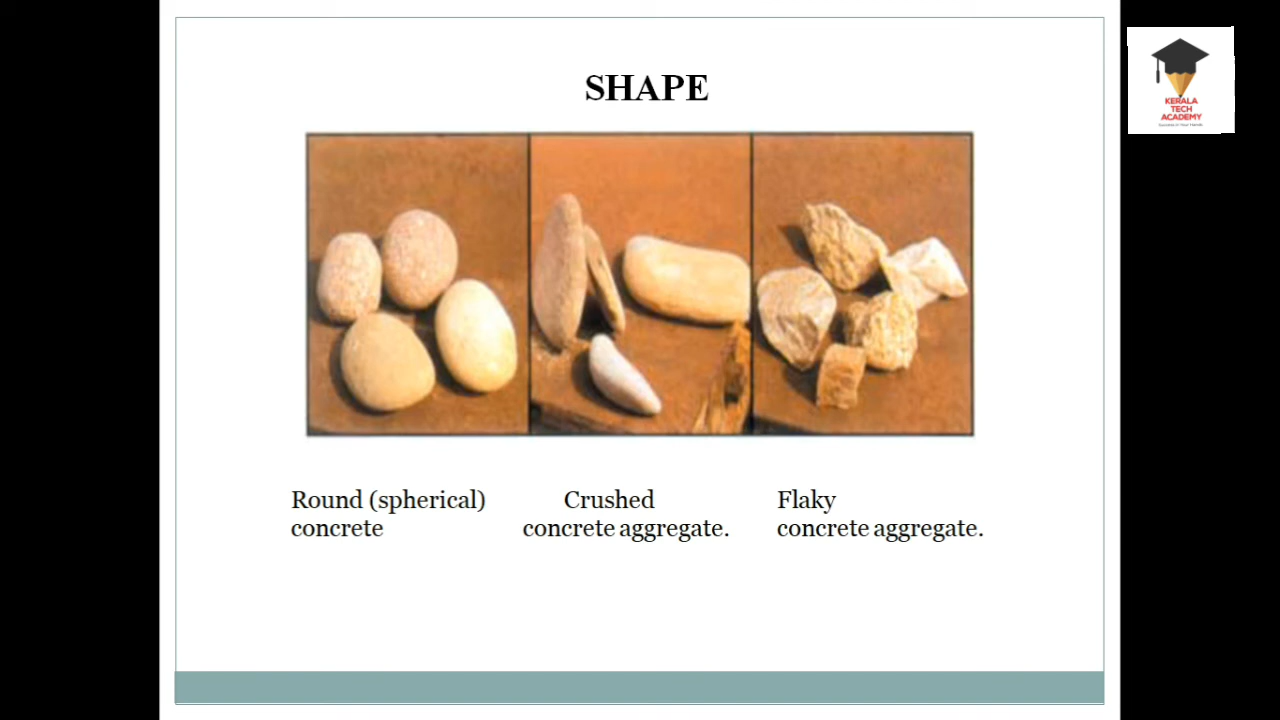 SHAPE
KERALA
TECH
ACADEMY
Round (spherical)
concrete
Crushed
concrete aggregate.
Flaky
concrete aggregate.